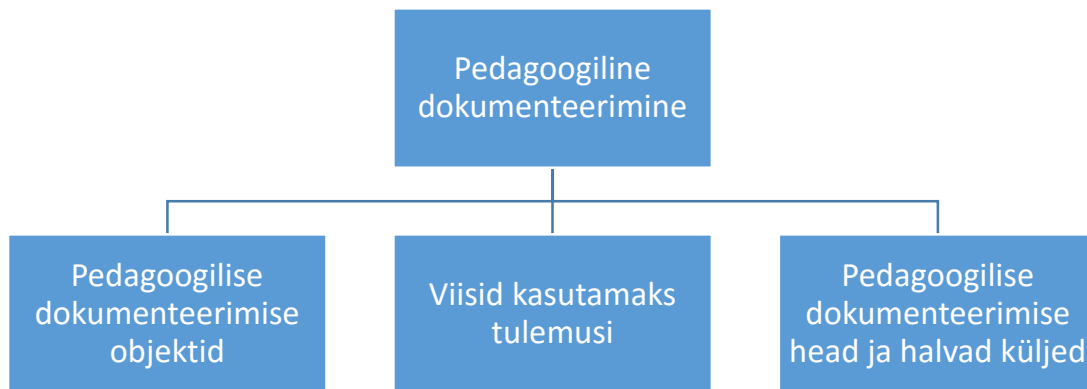 Pedagoogiline
dokumenteerimine
Pedagoogilise
dokumenteerimise
objektid
Viisid kasutamaks
tulemusi
Pedagoogilise
dokumenteerimise
head ja halvad küljed